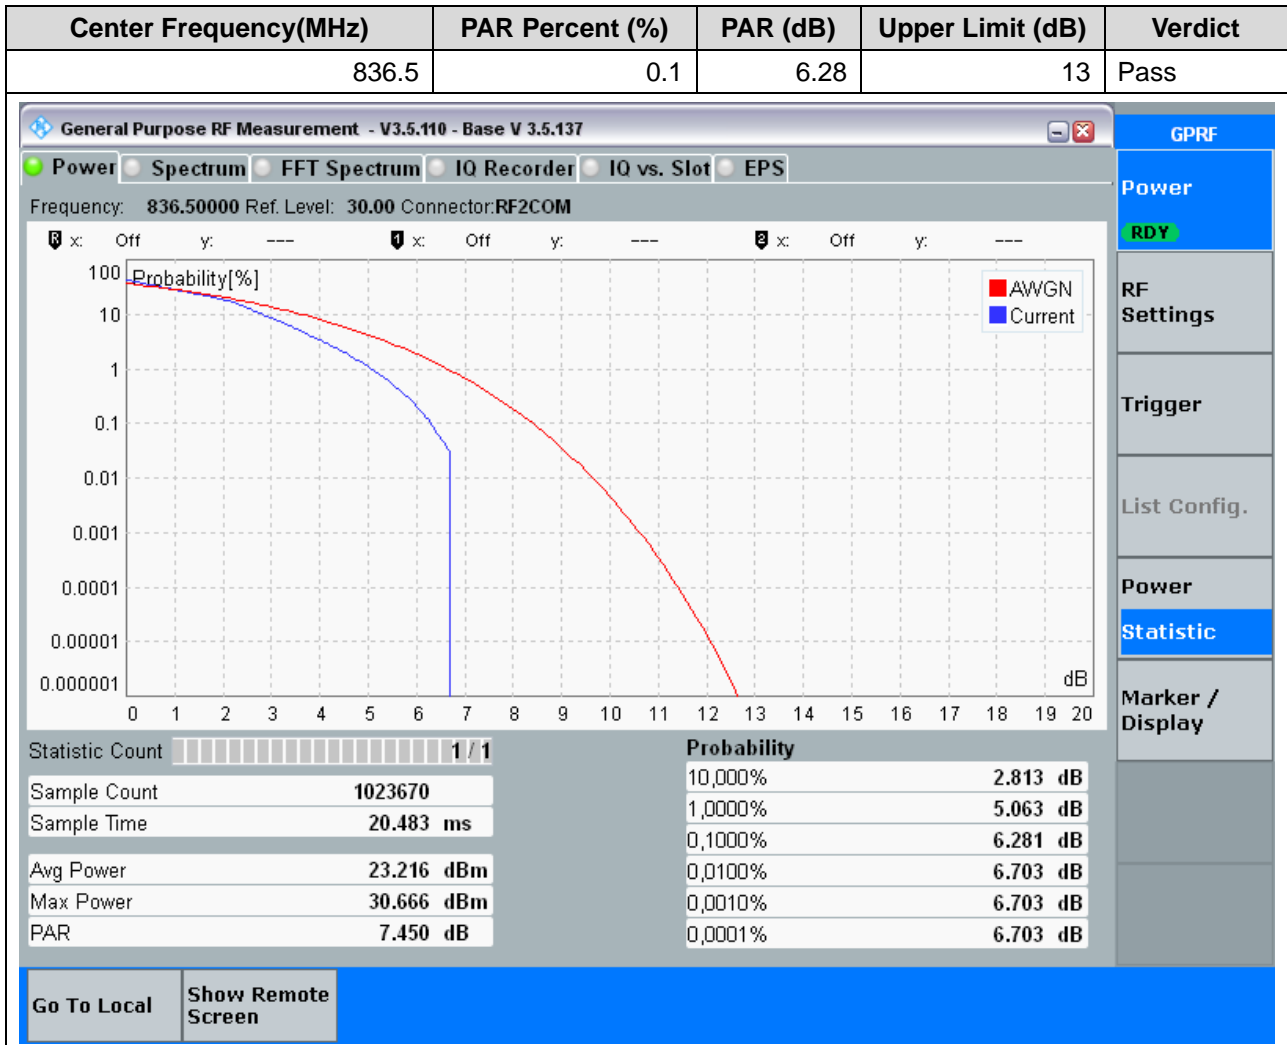 Center Frequency(MHz) PAR Percent (%) PAR (dB) Upper Limit (dB) Verdict
836.5 0.1 6.28 13 Pass
General Purpose RF Measurement - V3.5.110 - Base V 3.5.137
GPRF
Power Spectrum FFT Spectrum IQ Recorder IQ vs. Slot EPS
Frequency: 836.50000 Ref. Level: 30.00 Connector:RF2COM
R x: Off y: --- 1 x: Off y: --- 2 x: Off y: ---
Probability[%]
AWGN
Current
100
10
1
0.1
0.01
0.001
0.0001
0.00001
0.000001
dB
0 1 2 3 4 5 6 7 8 9 10 11 12 13 14 15 16 17 18 19 20
Statistic Count 1 / 1
Sample Count 1023670
Sample Time 20.483 ms
Avg Power 23.216 dBm
Max Power 30.666 dBm
PAR 7.450 dB
Probability
10,000% 2.813 dB
1,0000% 5.063 dB
0,1000% 6.281 dB
0,0100% 6.703 dB
0,0010% 6.703 dB
0,0001% 6.703 dB
Power
RDY
RF
Settings
Trigger
List Config.
Power
Statistic
Marker /
Display
Go To Local
Show Remote
Screen